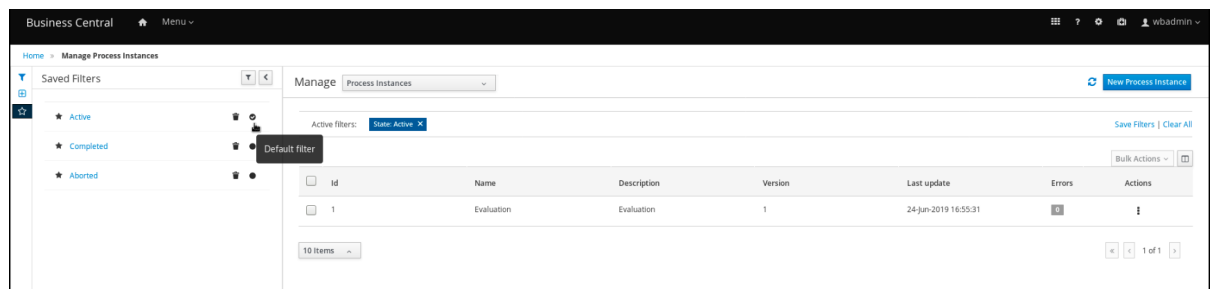 Business Central Menu ? wbadmin
Home » Manage Process Instances
Saved Filters
Active
Completed
Aborted
Default filter
Manage Process Instances New Process Instance
Active filters: State: Active X Save Filters | Clear All
Bulk Actions
Id Name Description Version Last update Errors Actions
1 Evaluation Evaluation 1 24-Jun-2019 16:55:31 0
10 Items « < 1 of 1 >